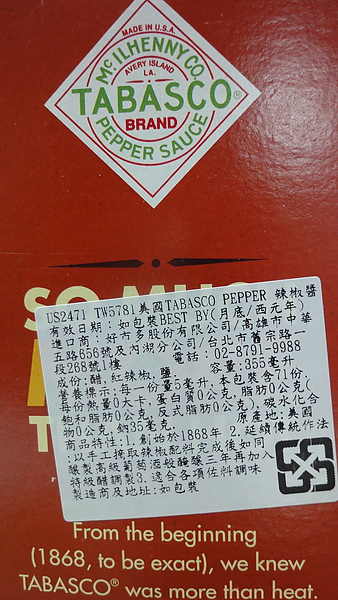 MADE IN U.S.A.
McILHENNY CO.
AVERY ISLAND
LA.
TABASCO®
BRAND
PEPPER SAUCE
US2471 TW5781美國TABASCO PEPPER 辣椒醬
有效日期:如包裝BEST BY(月底/西元年)
進口商:好市多股份有限公司/高雄市中華
五路656號及內湖分公司/台北市舊宗路一
段268號1樓 電話:02-8791-9988
成份:醋,紅辣椒,鹽 容量:355毫升
營養標示:每一份量5毫升,本包裝含71份,
每份熱量0大卡,蛋白質0公克,脂肪0公克(
飽和脂肪0公克,反式脂肪0公克),碳水化合
物0公克,鈉35毫克. 原產地:美國
商品特性:1.創始於1868年 2.延續傳統作法
:以手工摘取辣椒配料完成後如同
釀製高級葡萄酒般醃釀三年再加入
特級醋調製3.適合各項佐料調味
製造商及地址:如包裝
From the beginning
(1868, to be exact), we knew
TABASCO® was more than heat.